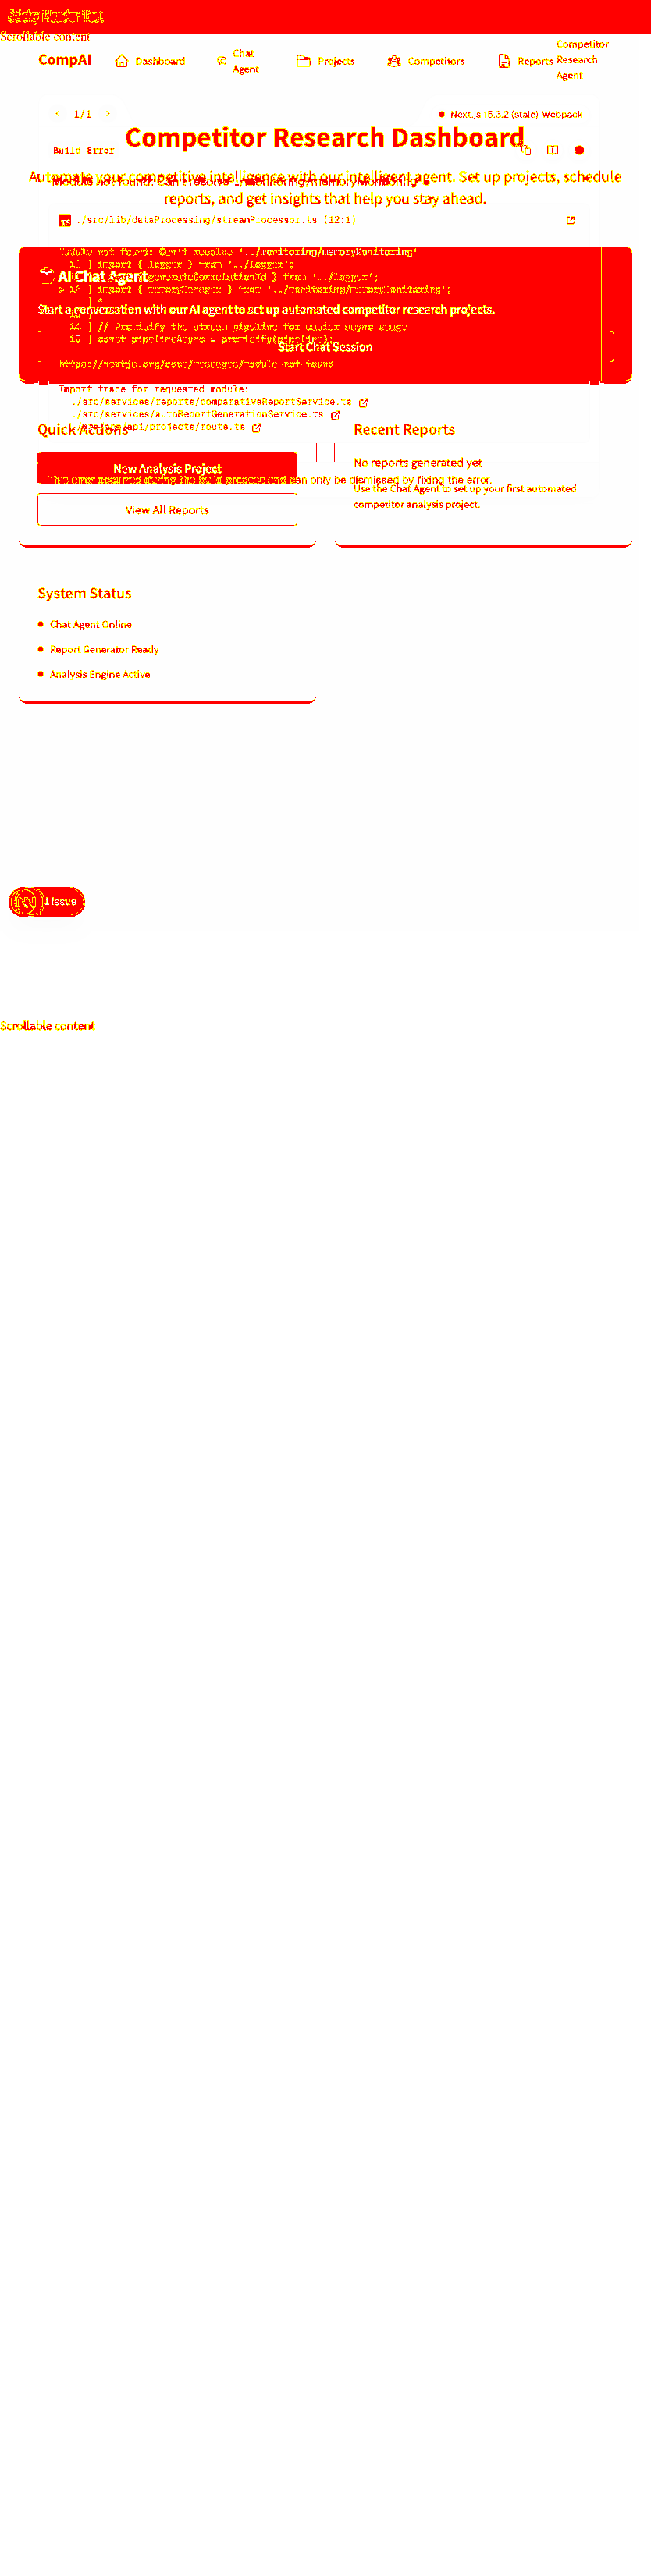 Sticky Header Test
Scrollable content
CompAI
Dashboard
Chat
Agent
Projects
Competitors
Reports
Competitor
Research
Agent
1/1
Next.js 15.3.2 (stale) Webpack
Competitor Research Dashboard
Build Error
Automate your competitive intelligence with our intelligent agent. Set up projects, schedule
reports, and get insights that help you stay ahead.
Module not found: Can't resolve '../monitoring/memoryMonitoring'
./src/lib/dataProcessing/streamProcessor.ts (12:1)
Module not found: Can't resolve '../monitoring/memoryMonitoring'
10 | import { logger } from '../logger';
generateCorrelationId } from '../logger';
AI Chat Agent
> 12 | import { memoryManager } from '../monitoring/memoryMonitoring';
| ^
Start a conversation with our AI agent to set up automated competitor research projects.
14 | // Promisify the stream pipeline for easier async usage
15 | const pipelineAsync = promisify(pipeline);
Start Chat Session
https://nextjs.org/docs/messages/module-not-found
Import trace for requested module:
./src/services/reports/comparativeReportService.ts
./src/services/autoReportGenerationService.ts
./src/app/api/projects/route.ts
Quick Actions
Recent Reports
New Analysis Project
No reports generated yet
This error occurred during the build process and can only be dismissed by fixing the error.
Use the Chat Agent to set up your first automated
competitor analysis project.
View All Reports
System Status
Chat Agent Online
Report Generator Ready
Analysis Engine Active
1 Issue
Scrollable content